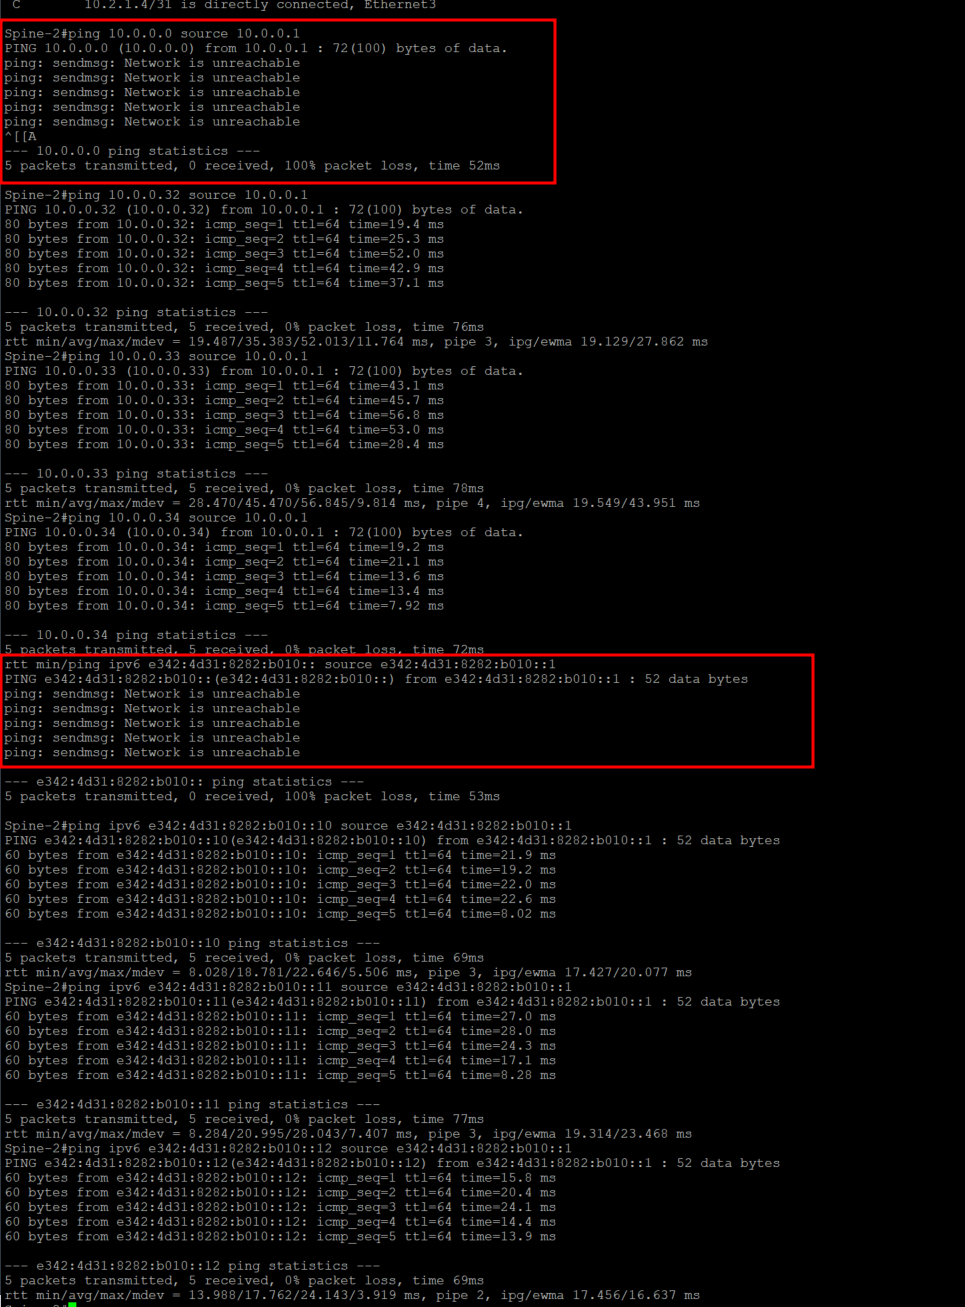 C        10.2.1.4/31 is directly connected, Ethernet3
Spine-2#ping 10.0.0.0 source 10.0.0.1
PING 10.0.0.0 (10.0.0.0) from 10.0.0.1 : 72(100) bytes of data.
ping: sendmsg: Network is unreachable
ping: sendmsg: Network is unreachable
ping: sendmsg: Network is unreachable
ping: sendmsg: Network is unreachable
ping: sendmsg: Network is unreachable
^[[A
--- 10.0.0.0 ping statistics ---
5 packets transmitted, 0 received, 100% packet loss, time 52ms
Spine-2#ping 10.0.0.32 source 10.0.0.1
PING 10.0.0.32 (10.0.0.32) from 10.0.0.1 : 72(100) bytes of data.
80 bytes from 10.0.0.32: icmp_seq=1 ttl=64 time=19.4 ms
80 bytes from 10.0.0.32: icmp_seq=2 ttl=64 time=25.3 ms
80 bytes from 10.0.0.32: icmp_seq=3 ttl=64 time=52.0 ms
80 bytes from 10.0.0.32: icmp_seq=4 ttl=64 time=42.9 ms
80 bytes from 10.0.0.32: icmp_seq=5 ttl=64 time=37.1 ms
--- 10.0.0.32 ping statistics ---
5 packets transmitted, 5 received, 0% packet loss, time 76ms
rtt min/avg/max/mdev = 19.487/35.383/52.013/11.764 ms, pipe 3, ipg/ewma 19.129/27.862 ms
Spine-2#ping 10.0.0.33 source 10.0.0.1
PING 10.0.0.33 (10.0.0.33) from 10.0.0.1 : 72(100) bytes of data.
80 bytes from 10.0.0.33: icmp_seq=1 ttl=64 time=43.1 ms
80 bytes from 10.0.0.33: icmp_seq=2 ttl=64 time=45.7 ms
80 bytes from 10.0.0.33: icmp_seq=3 ttl=64 time=56.8 ms
80 bytes from 10.0.0.33: icmp_seq=4 ttl=64 time=53.0 ms
80 bytes from 10.0.0.33: icmp_seq=5 ttl=64 time=28.4 ms
--- 10.0.0.33 ping statistics ---
5 packets transmitted, 5 received, 0% packet loss, time 78ms
rtt min/avg/max/mdev = 28.470/45.470/56.845/9.814 ms, pipe 4, ipg/ewma 19.549/43.951 ms
Spine-2#ping 10.0.0.34 source 10.0.0.1
PING 10.0.0.34 (10.0.0.34) from 10.0.0.1 : 72(100) bytes of data.
80 bytes from 10.0.0.34: icmp_seq=1 ttl=64 time=19.2 ms
80 bytes from 10.0.0.34: icmp_seq=2 ttl=64 time=21.1 ms
80 bytes from 10.0.0.34: icmp_seq=3 ttl=64 time=13.6 ms
80 bytes from 10.0.0.34: icmp_seq=4 ttl=64 time=13.4 ms
80 bytes from 10.0.0.34: icmp_seq=5 ttl=64 time=7.92 ms
--- 10.0.0.34 ping statistics ---
5 packets transmitted, 5 received, 0% packet loss, time 72ms
rtt min/ping ipv6 e342:4d31:8282:b010:: source e342:4d31:8282:b010::1
PING e342:4d31:8282:b010::(e342:4d31:8282:b010::) from e342:4d31:8282:b010::1 : 52 data bytes
ping: sendmsg: Network is unreachable
ping: sendmsg: Network is unreachable
ping: sendmsg: Network is unreachable
ping: sendmsg: Network is unreachable
ping: sendmsg: Network is unreachable
--- e342:4d31:8282:b010:: ping statistics ---
5 packets transmitted, 0 received, 100% packet loss, time 53ms
Spine-2#ping ipv6 e342:4d31:8282:b010::10 source e342:4d31:8282:b010::1
PING e342:4d31:8282:b010::10(e342:4d31:8282:b010::10) from e342:4d31:8282:b010::1 : 52 data bytes
60 bytes from e342:4d31:8282:b010::10: icmp_seq=1 ttl=64 time=21.9 ms
60 bytes from e342:4d31:8282:b010::10: icmp_seq=2 ttl=64 time=19.2 ms
60 bytes from e342:4d31:8282:b010::10: icmp_seq=3 ttl=64 time=22.0 ms
60 bytes from e342:4d31:8282:b010::10: icmp_seq=4 ttl=64 time=22.6 ms
60 bytes from e342:4d31:8282:b010::10: icmp_seq=5 ttl=64 time=8.02 ms
--- e342:4d31:8282:b010::10 ping statistics ---
5 packets transmitted, 5 received, 0% packet loss, time 69ms
rtt min/avg/max/mdev = 8.028/18.781/22.646/5.506 ms, pipe 3, ipg/ewma 17.427/20.077 ms
Spine-2#ping ipv6 e342:4d31:8282:b010::11 source e342:4d31:8282:b010::1
PING e342:4d31:8282:b010::11(e342:4d31:8282:b010::11) from e342:4d31:8282:b010::1 : 52 data bytes
60 bytes from e342:4d31:8282:b010::11: icmp_seq=1 ttl=64 time=27.0 ms
60 bytes from e342:4d31:8282:b010::11: icmp_seq=2 ttl=64 time=28.0 ms
60 bytes from e342:4d31:8282:b010::11: icmp_seq=3 ttl=64 time=24.3 ms
60 bytes from e342:4d31:8282:b010::11: icmp_seq=4 ttl=64 time=17.1 ms
60 bytes from e342:4d31:8282:b010::11: icmp_seq=5 ttl=64 time=8.28 ms
--- e342:4d31:8282:b010::11 ping statistics ---
5 packets transmitted, 5 received, 0% packet loss, time 77ms
rtt min/avg/max/mdev = 8.284/20.995/28.043/7.407 ms, pipe 3, ipg/ewma 19.314/23.468 ms
Spine-2#ping ipv6 e342:4d31:8282:b010::12 source e342:4d31:8282:b010::1
PING e342:4d31:8282:b010::12(e342:4d31:8282:b010::12) from e342:4d31:8282:b010::1 : 52 data bytes
60 bytes from e342:4d31:8282:b010::12: icmp_seq=1 ttl=64 time=15.8 ms
60 bytes from e342:4d31:8282:b010::12: icmp_seq=2 ttl=64 time=20.4 ms
60 bytes from e342:4d31:8282:b010::12: icmp_seq=3 ttl=64 time=24.1 ms
60 bytes from e342:4d31:8282:b010::12: icmp_seq=4 ttl=64 time=14.4 ms
60 bytes from e342:4d31:8282:b010::12: icmp_seq=5 ttl=64 time=13.9 ms
--- e342:4d31:8282:b010::12 ping statistics ---
5 packets transmitted, 5 received, 0% packet loss, time 69ms
rtt min/avg/max/mdev = 13.988/17.762/24.143/3.919 ms, pipe 2, ipg/ewma 17.456/16.637 ms